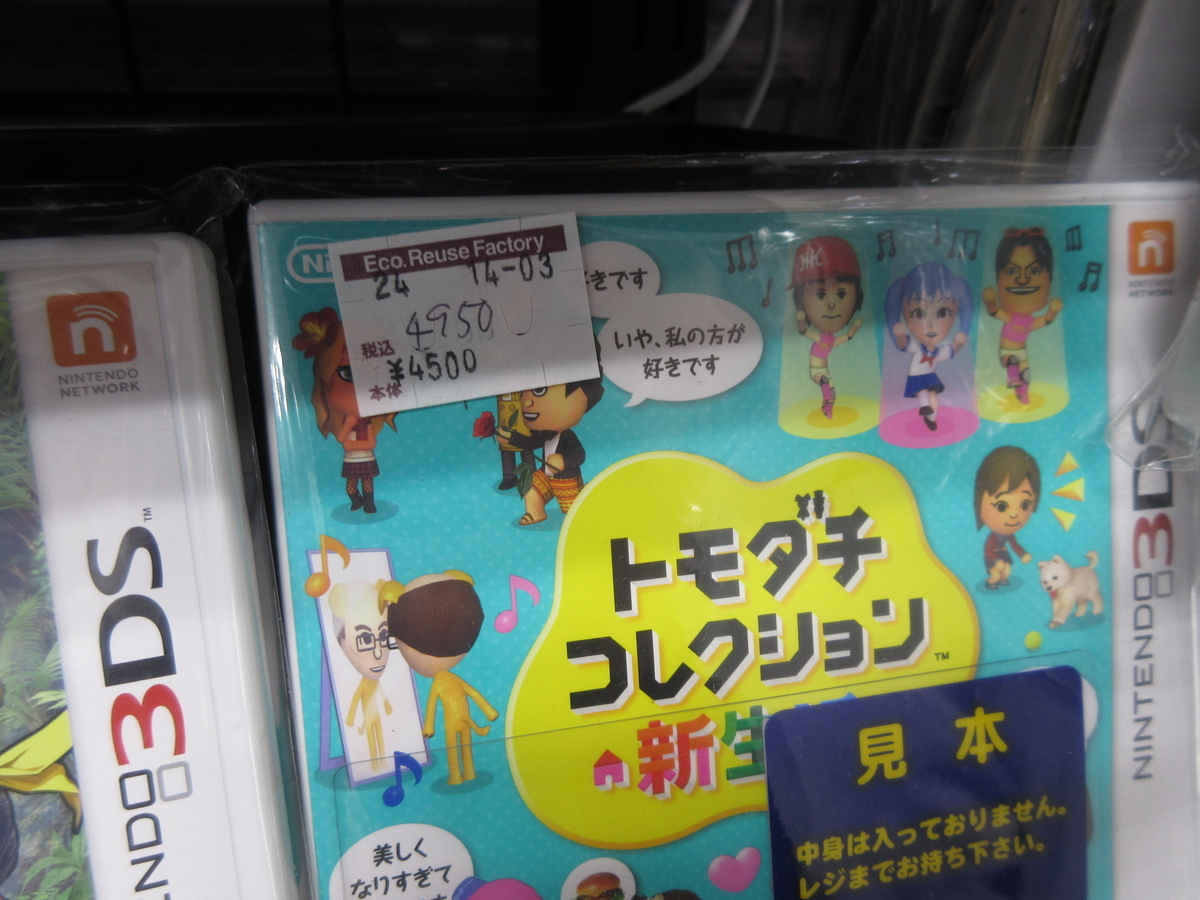 NINTENDO
NETWORK
3DS
TM
Ni
Eco.Reuse Factory
24 14-03
4950
税込
¥4500
本体
きです
いや、私の方が
好きです
トモダチ
コレクション
TM
新生
見本
中身は入っておりません。
レジまでお持ち下さい。
美しく
なりすぎて
NINTENDO
NETWORK
NINTENDO 3DS